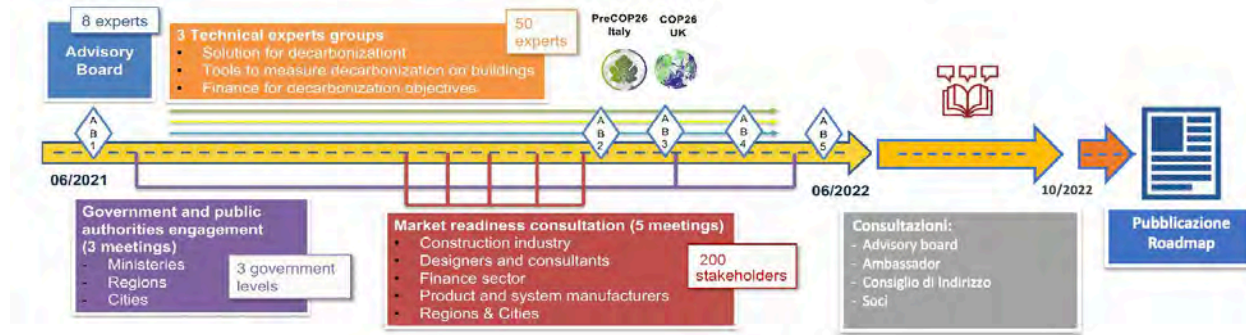 8 experts
Advisory
Board
3 Technical experts groups
50
experts
Solution for decarbonizationt
Tools to measure decarbonization on buildings
Finance for decarbonization objectives
PreCOP26
Italy
COP26
UK
A
B
1
A
B
2
A
B
3
A
B
4
A
B
5
06/2021
06/2022
10/2022
Government and public
authorities engagement
(3 meetings)
- Ministeries
- Regions
- Cities
3 government
levels
Market readiness consultation (5 meetings)
Construction industry
Designers and consultants
Finance sector
Product and system manufacturers
Regions & Cities
200
stakeholders
Consultazioni:
- Advisory board
- Ambassador
- Consiglio di Indirizzo
- Soci
Pubblicazione
Roadmap